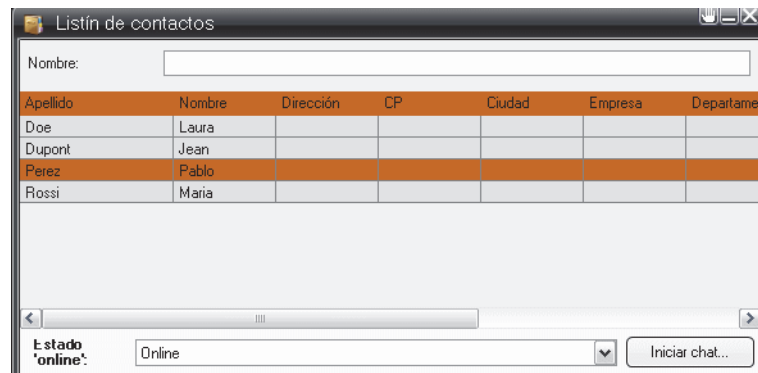 Listín de contactos
Nombre:
Apellido Nombre Dirección CP Ciudad Empresa Departame
Doe Laura
Dupont Jean
Perez Pablo
Rossi Maria
Estado
'online': Online Iniciar chat...